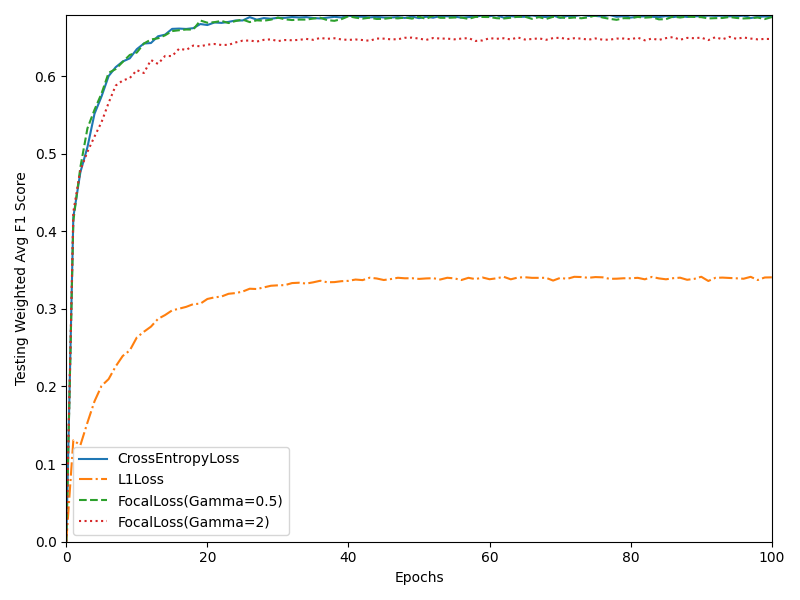 Testing Weighted Avg F1 Score
0.6
0.5
0.4
0.3
0.2
0.1
0.0
CrossEntropyLoss
L1Loss
FocalLoss(Gamma=0.5)
FocalLoss(Gamma=2)
0 20 40 60 80 100
Epochs